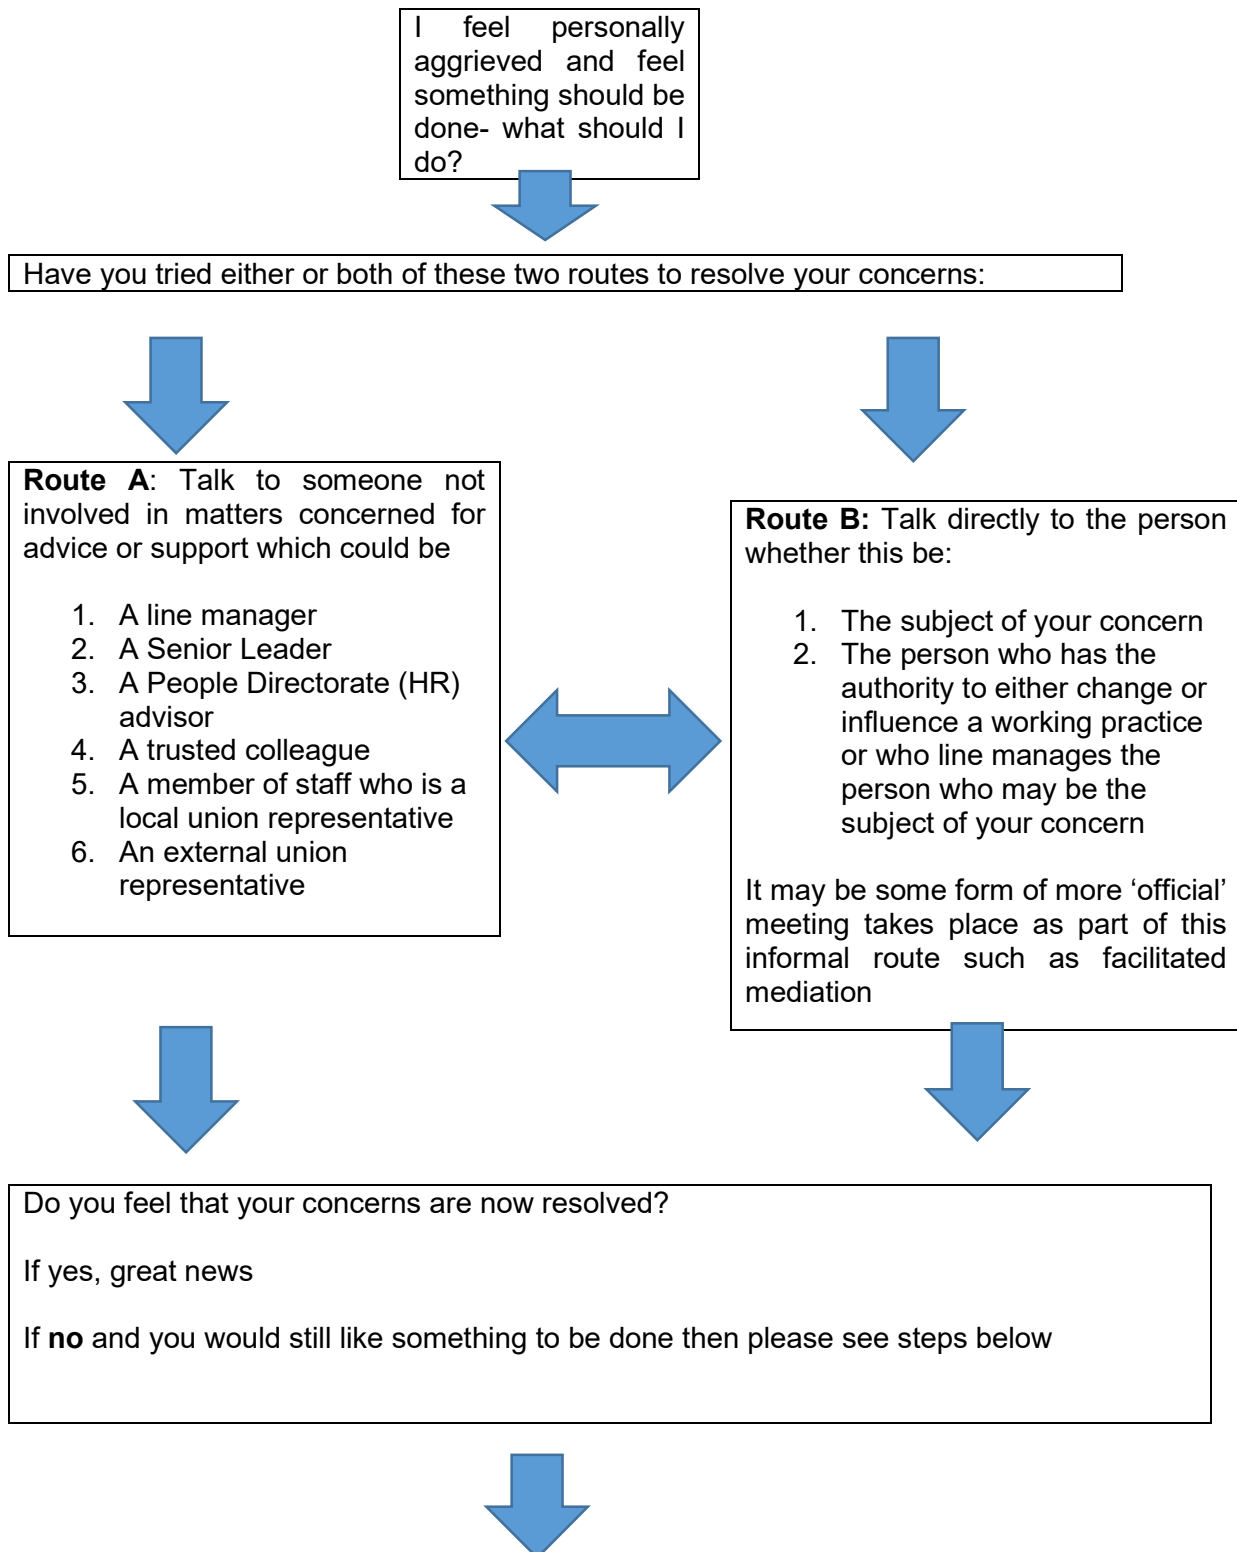 I feel personally
aggrieved and feel
something should be
done- what should I
do?
Have you tried either or both of these two routes to resolve your concerns:
Route A: Talk to someone not
involved in matters concerned for
advice or support which could be
1. A line manager
2. A Senior Leader
3. A People Directorate (HR)
advisor
4. A trusted colleague
5. A member of staff who is a
local union representative
6. An external union
representative
Route B: Talk directly to the person
whether this be:
1. The subject of your concern
2. The person who has the
authority to either change or
influence a working practice
or who line manages the
person who may be the
subject of your concern
It may be some form of more ‘official’
meeting takes place as part of this
informal route such as facilitated
mediation
Do you feel that your concerns are now resolved?
If yes, great news
If no and you would still like something to be done then please see steps below